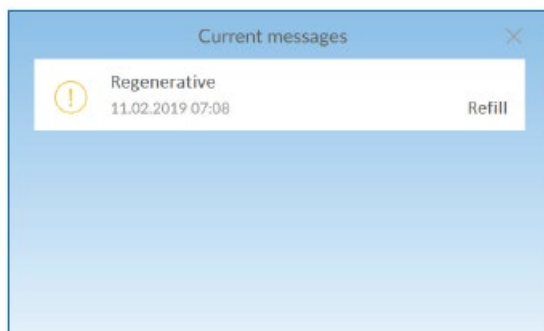 Current messages
Regenerative
11.02.2019 07:08
Refill